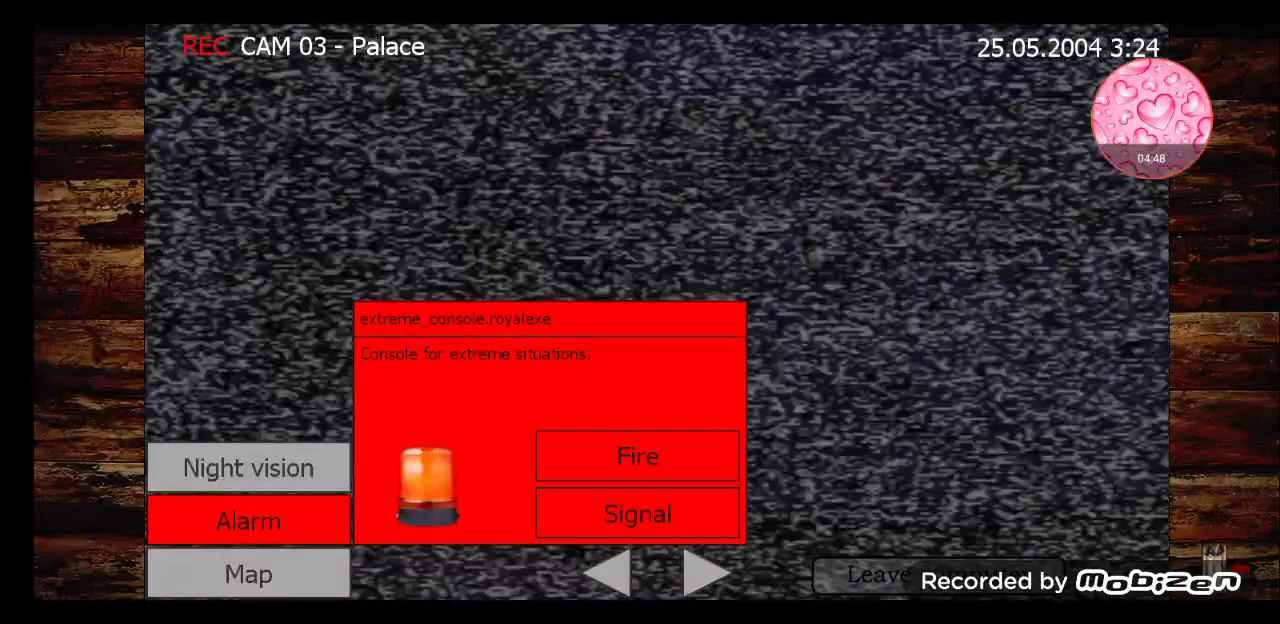 REC CAM 03 - Palace
25.05.2004 3:24
04:48
extreme_console.royalexe
Console for extreme situations.
Fire
Signal
Night vision
Alarm
Map
Leave
Recorded by MOBIZEN